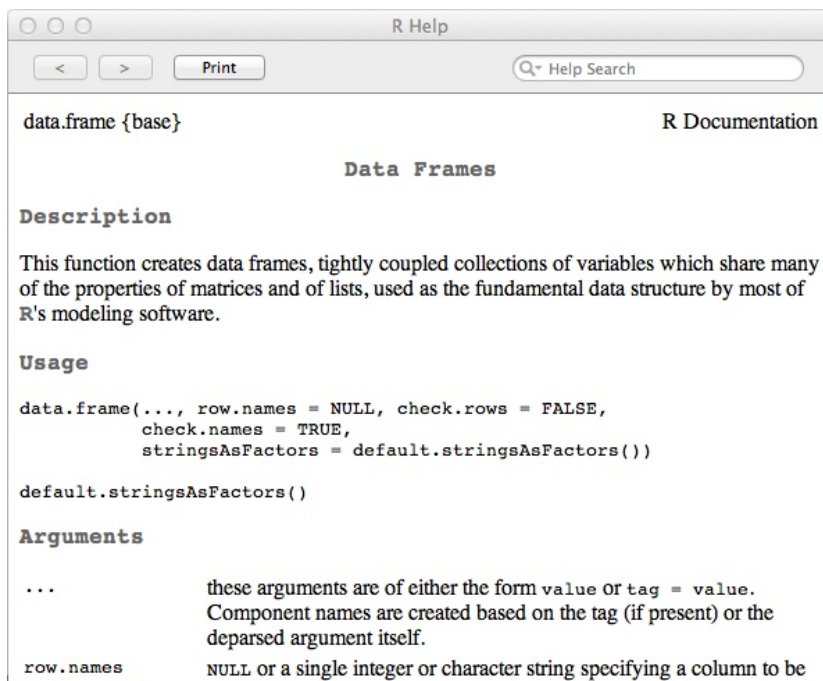 R Help
< > Print Help Search
data.frame {base} R Documentation
Data Frames
Description
This function creates data frames, tightly coupled collections of variables which share many
of the properties of matrices and of lists, used as the fundamental data structure by most of
R's modeling software.
Usage
data.frame(..., row.names = NULL, check.rows = FALSE,
           check.names = TRUE,
           stringsAsFactors = default.stringsAsFactors())
default.stringsAsFactors()
Arguments
... these arguments are of either the form value or tag = value.
Component names are created based on the tag (if present) or the
deparsed argument itself.
row.names NULL or a single integer or character string specifying a column to be